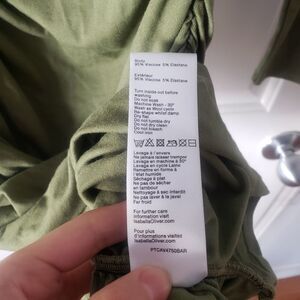 Body
95% Viscose 5% Elastane
Extérieur
95% Viscose 5% Elastane
Turn inside out before
washing
Do not soak
Machine Wash - 30°
Wash as Wool cycle
Re-shape whilst damp
Dry flat
Do not tumble dry
Do not dry clean
Do not bleach
Cool iron
Lavage à l'envers
Ne jamais laisser tremper
Lavage en machine à 30°
Lavage en cycle Laine
Remettre en forme à
l'état humide
Séchage à plat
Ne pas de sécher
en tambour
Nettoyage à sec Interdit
Ne pas lavar à la javel
Fer froid
For further care
information visit
IsabellaOliver.com
Pour plus
d'informations visitez
IsabellaOliver.com